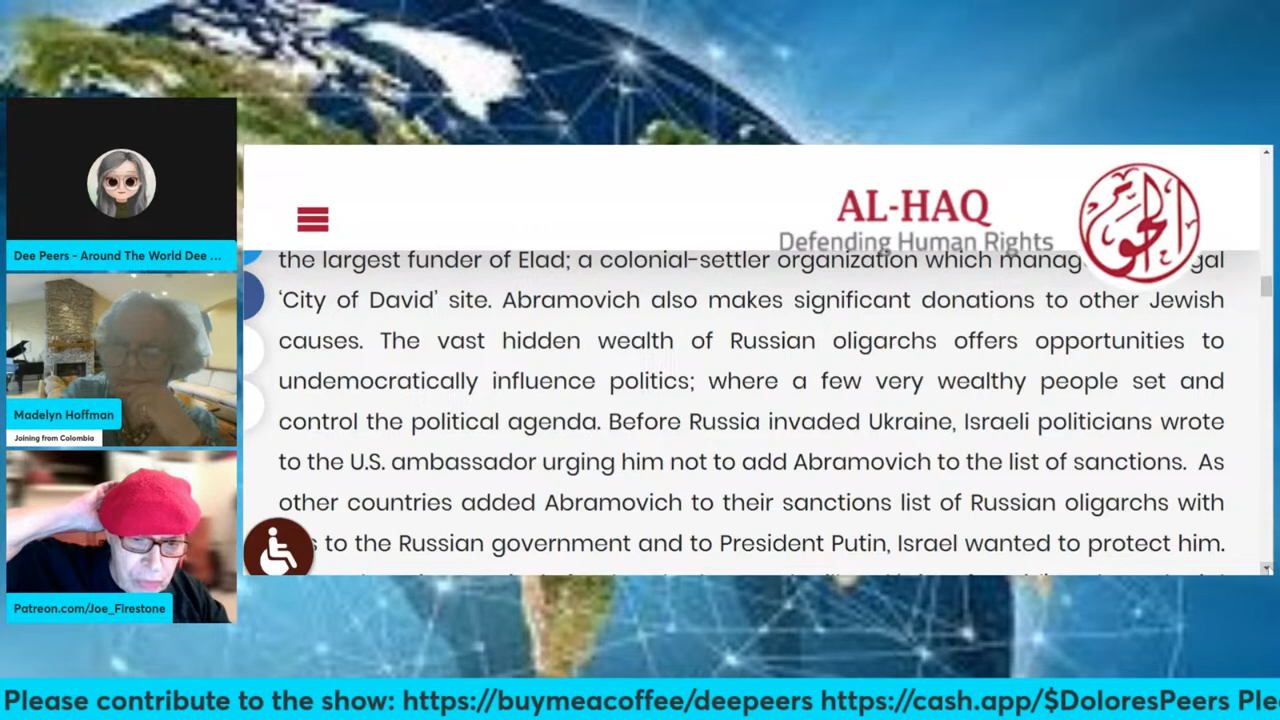 Dee Peers - Around The World Dee ...
Madelyn Hoffman
Joining from Colombia
Patreon.com/Joe_Firestone
AL-HAQ
Defending Human Rights
الحق
the largest funder of Elad; a colonial-settler organization which manag gal
‘City of David’ site. Abramovich also makes significant donations to other Jewish
causes. The vast hidden wealth of Russian oligarchs offers opportunities to
undemocratically influence politics; where a few very wealthy people set and
control the political agenda. Before Russia invaded Ukraine, Israeli politicians wrote
to the U.S. ambassador urging him not to add Abramovich to the list of sanctions. As
other countries added Abramovich to their sanctions list of Russian oligarchs with
s to the Russian government and to President Putin, Israel wanted to protect him.
Please contribute to the show: https://buymeacoffee/deepeers https://cash.app/$DoloresPeers Ple